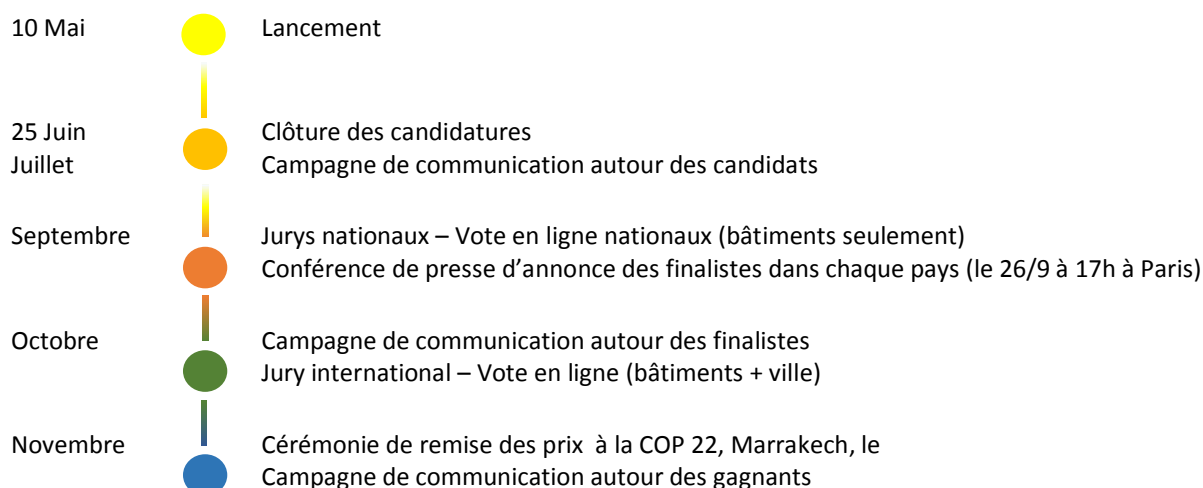 10 Mai Lancement
25 Juin Clôture des candidatures
Juillet Campagne de communication autour des candidats
Septembre Jurys nationaux – Vote en ligne nationaux (bâtiments seulement)
Conférence de presse d’annonce des finalistes dans chaque pays (le 26/9 à 17h à Paris)
Octobre Campagne de communication autour des finalistes
Jury international – Vote en ligne (bâtiments + ville)
Novembre Cérémonie de remise des prix à la COP 22, Marrakech, le
Campagne de communication autour des gagnants